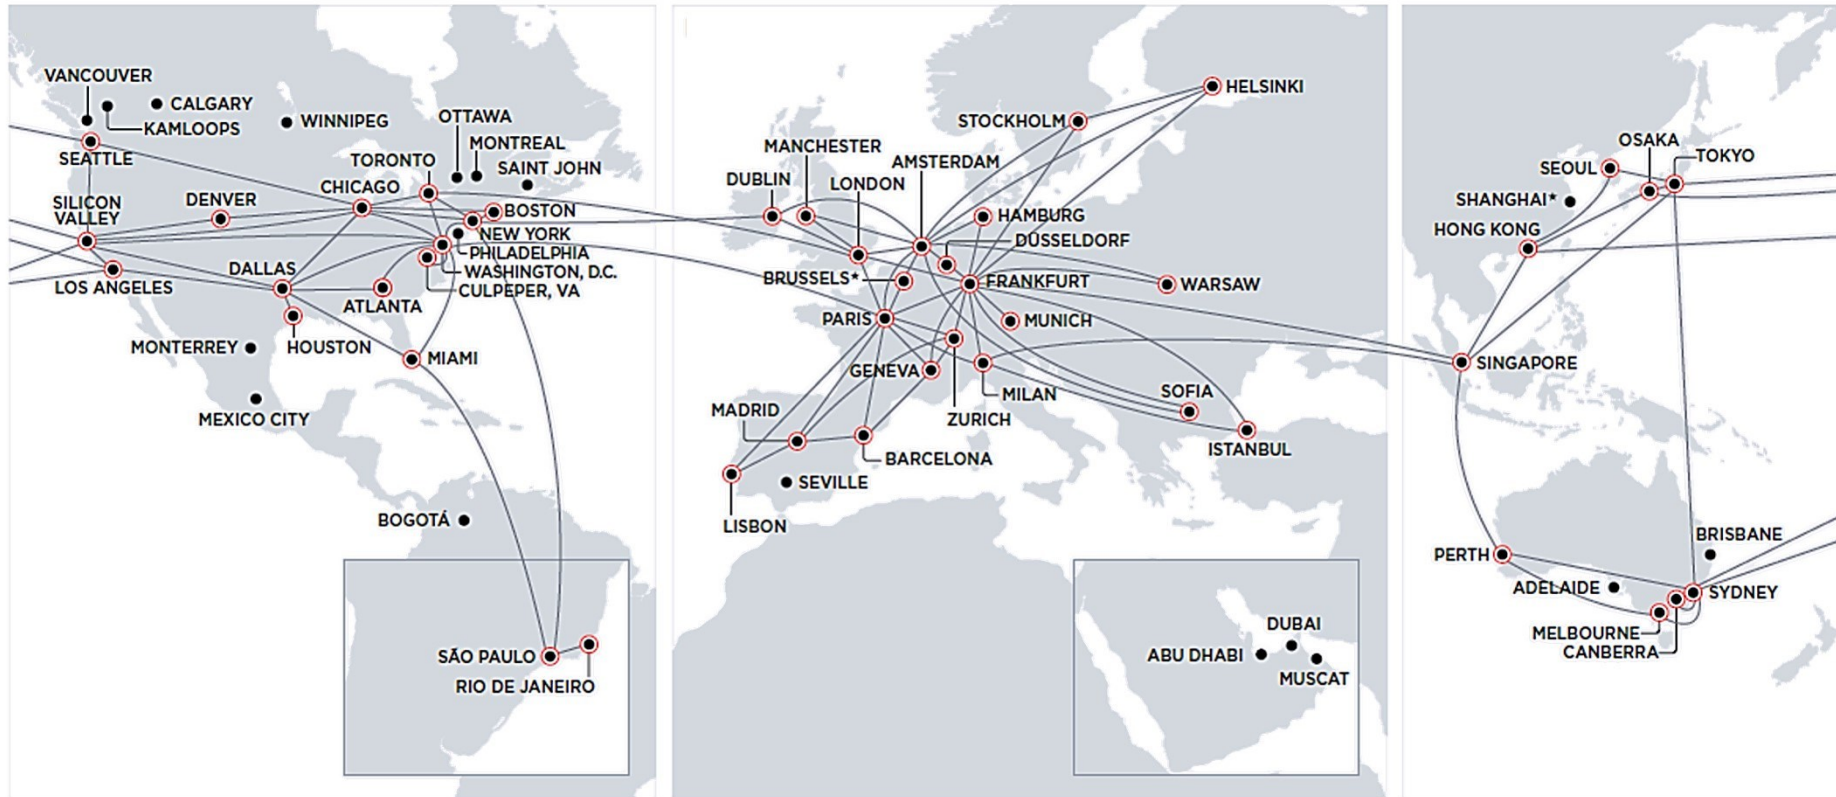 VANCOUVER
CALGARY
KAMLOOPS
WINNIPEG
OTTAWA
MONTREAL
SAINT JOHN
SEATTLE
TORONTO
CHICAGO
DENVER
SILICON
VALLEY
BOSTON
NEW YORK
PHILADELPHIA
WASHINGTON, D.C.
CULPEPER, VA
DALLAS
LOS ANGELES
ATLANTA
HOUSTON
MONTERREY
MIAMI
MEXICO CITY
BOGOTÁ
SÃO PAULO
RIO DE JANEIRO
HELSINKI
STOCKHOLM
MANCHESTER
AMSTERDAM
DUBLIN
LONDON
HAMBURG
DÜSSELDORF
BRUSSELS★
FRANKFURT
WARSAW
PARIS
MUNICH
GENEVA
MILAN
SOFIA
MADRID
ZURICH
ISTANBUL
BARCELONA
SEVILLE
LISBON
DUBAI
ABU DHABI
MUSCAT
OSAKA
TOKYO
SEOUL
SHANGHAI★
HONG KONG
SINGAPORE
BRISBANE
PERTH
ADELAIDE
SYDNEY
MELBOURNE
CANBERRA